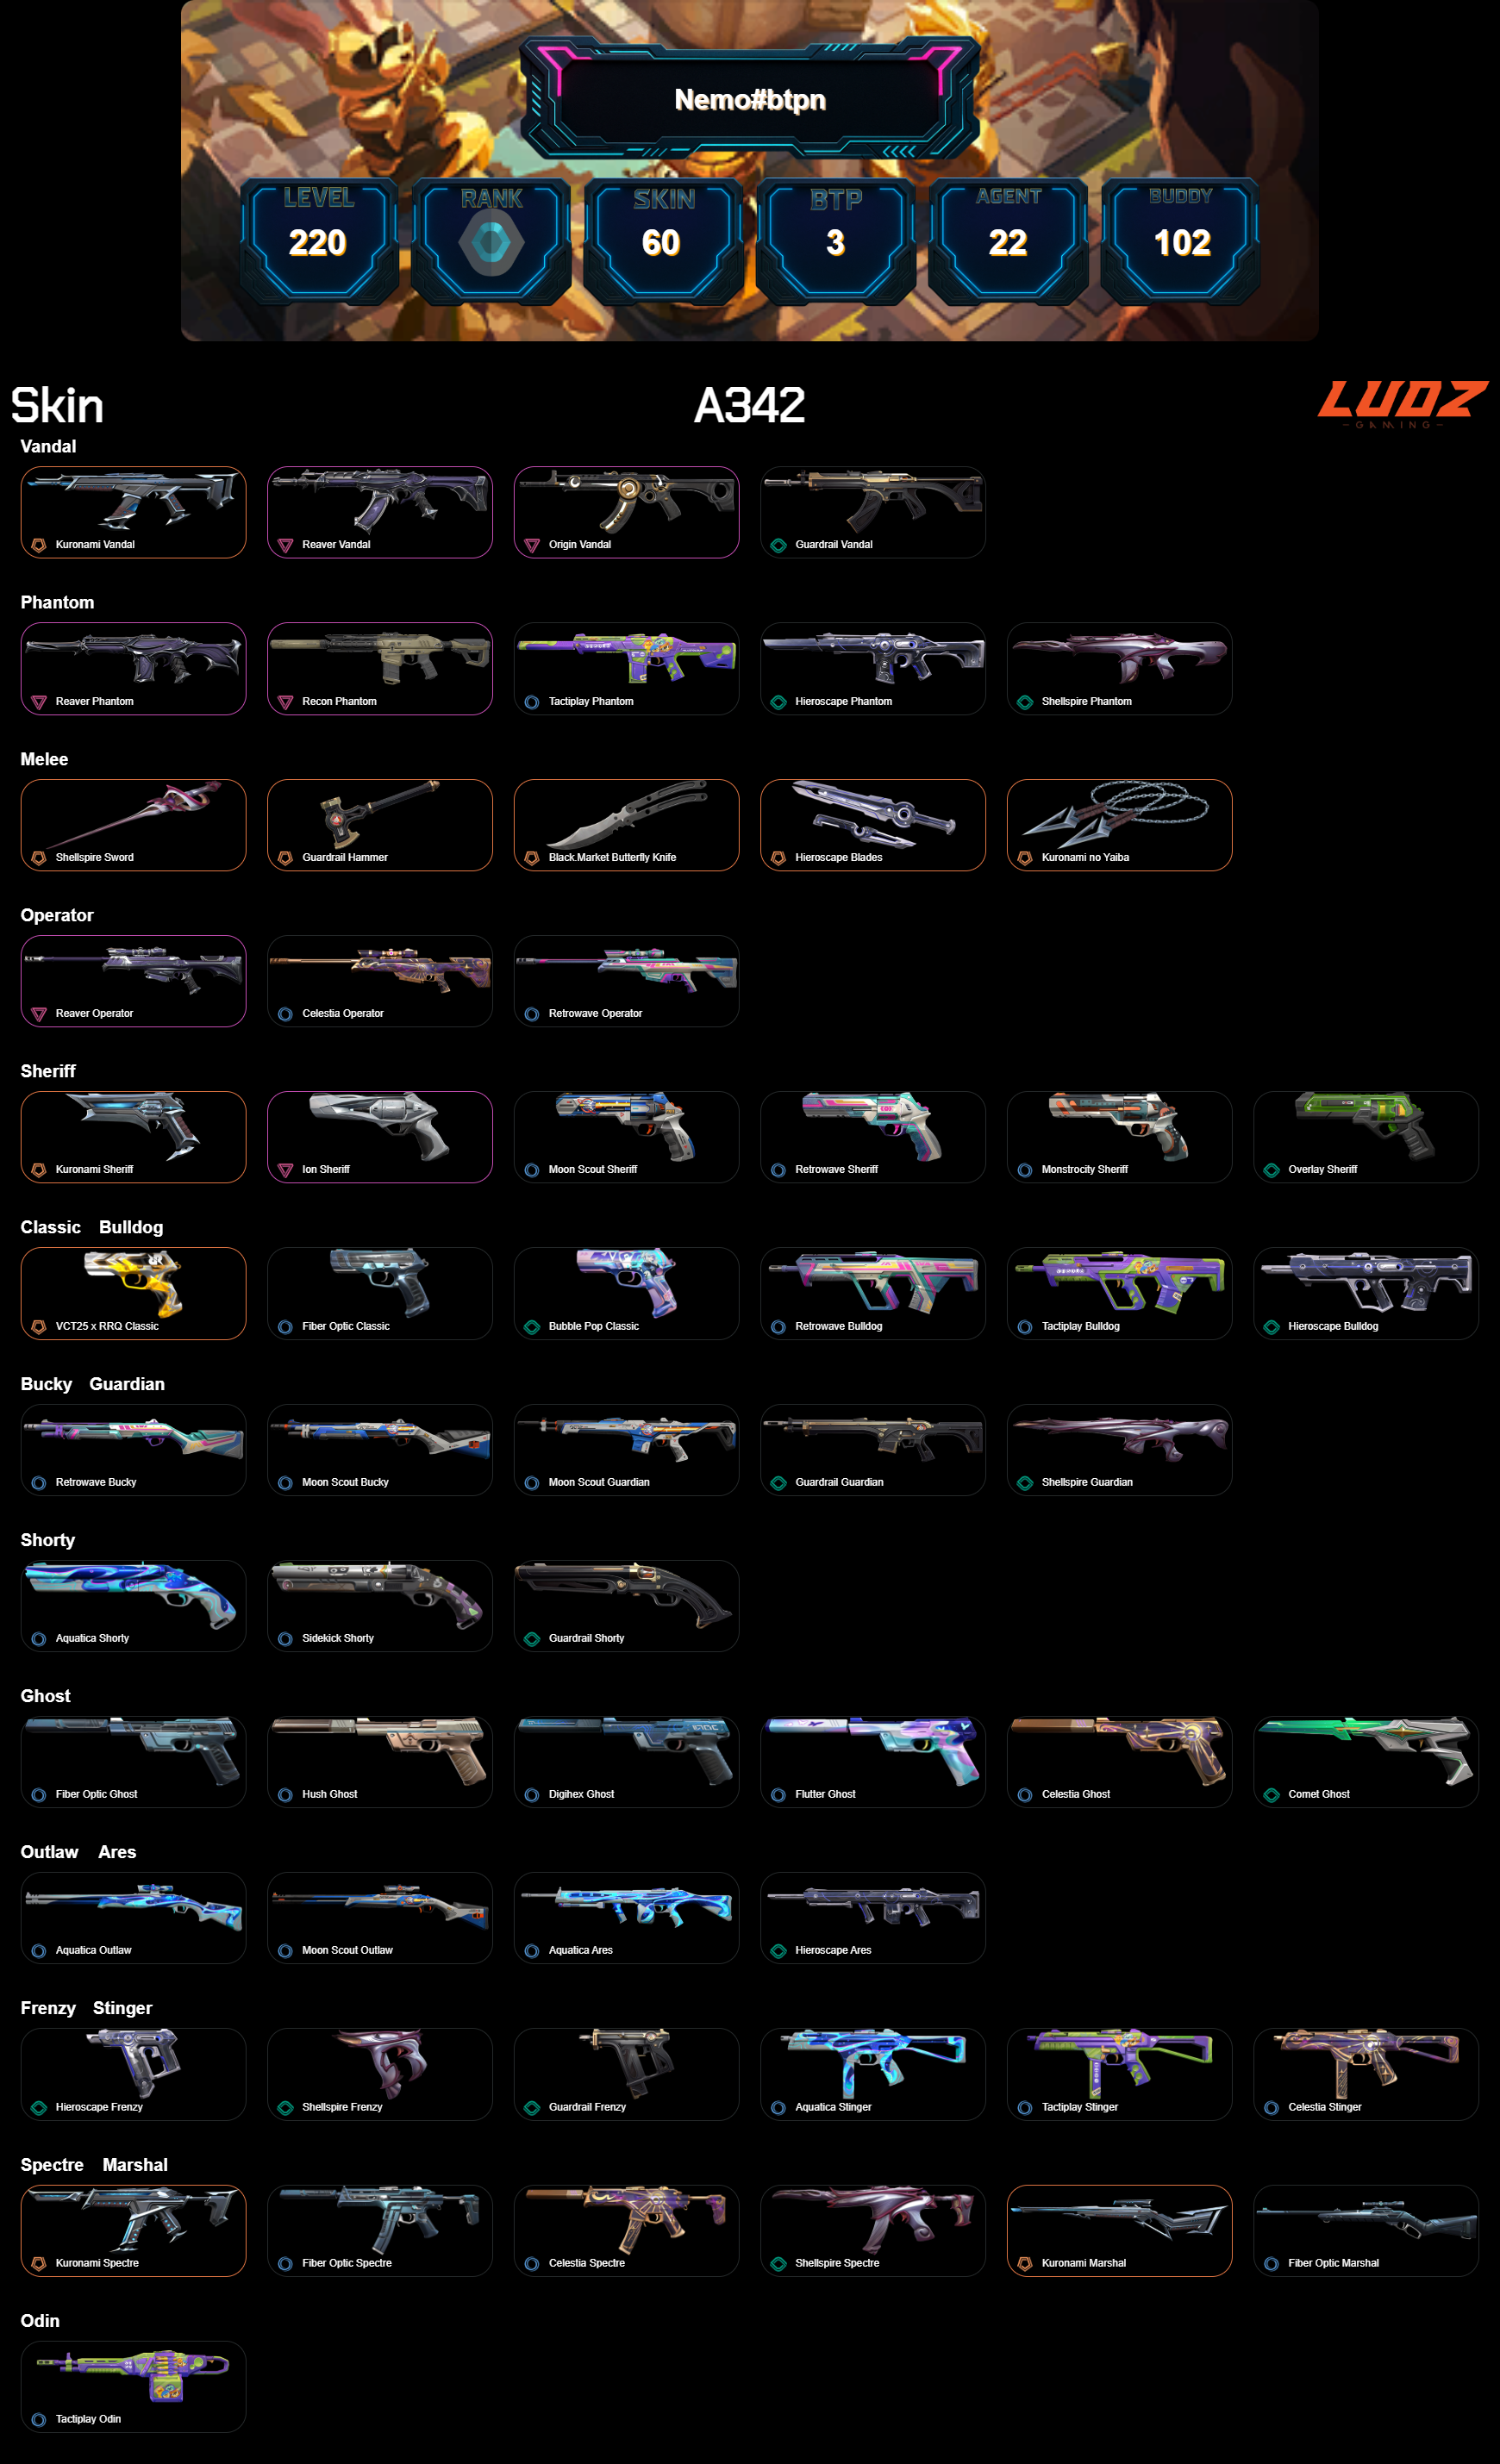 Nemo#btpn
LEVEL RANK SKIN BTP AGENT BUDDY
220 60 3 22 102
Skin A342 LUDZ
GAMING
Vandal
Kuronami Vandal Reaver Vandal Origin Vandal Guardrail Vandal
Phantom
Reaver Phantom Recon Phantom Tactiplay Phantom Hieroscape Phantom Shellspire Phantom
Melee
Shellspire Sword Guardrail Hammer Black.Market Butterfly Knife Hieroscape Blades Kuronami no Yaiba
Operator
Reaver Operator Celestia Operator Retrowave Operator
Sheriff
Kuronami Sheriff Ion Sheriff Moon Scout Sheriff Retrowave Sheriff Monstrocity Sheriff Overlay Sheriff
Classic Bulldog
VCT25 x RRQ Classic Fiber Optic Classic Bubble Pop Classic Retrowave Bulldog Tactiplay Bulldog Hieroscape Bulldog
Bucky Guardian
Retrowave Bucky Moon Scout Bucky Moon Scout Guardian Guardrail Guardian Shellspire Guardian
Shorty
Aquatica Shorty Sidekick Shorty Guardrail Shorty
Ghost
Fiber Optic Ghost Hush Ghost Digihex Ghost Flutter Ghost Celestia Ghost Comet Ghost
Outlaw Ares
Aquatica Outlaw Moon Scout Outlaw Aquatica Ares Hieroscape Ares
Frenzy Stinger
Hieroscape Frenzy Shellspire Frenzy Guardrail Frenzy Aquatica Stinger Tactiplay Stinger Celestia Stinger
Spectre Marshal
Kuronami Spectre Fiber Optic Spectre Celestia Spectre Shellspire Spectre Kuronami Marshal Fiber Optic Marshal
Odin
Tactiplay Odin